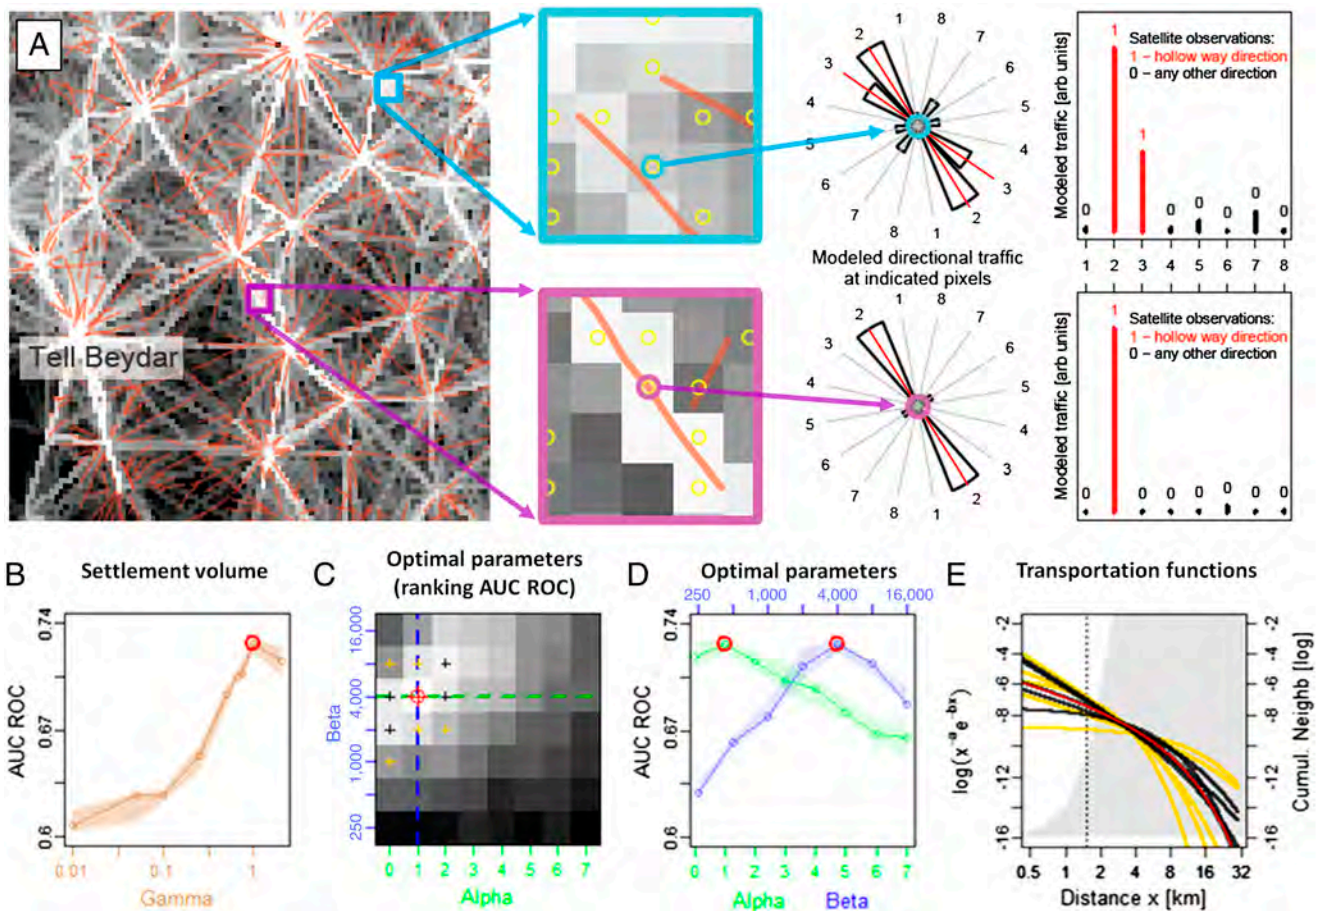 A
Tell Beydar
1 8
2 7
3 6
4 5
5 4
6 3
7 2
8 1
Modeled directional traffic
at indicated pixels
1 8
2 7
3 6
4 5
5 4
6 3
7 2
8 1
Modeled traffic [arb units]
Satellite observations:
1 – hollow way direction
0 – any other direction
0 1 1 0 0 0 0 0
1 2 3 4 5 6 7 8
Modeled traffic [arb units]
Satellite observations:
1 – hollow way direction
0 – any other direction
0 1 0 0 0 0 0 0
B
Settlement volume
AUC ROC
0.74
0.67
0.6
0.01 0.1 1
Gamma
C
Optimal parameters
(ranking AUC ROC)
Beta
16,000
4,000
1,000
250
0 1 2 3 4 5 6 7
Alpha
D
Optimal parameters
250 1,000 4,000 16,000
AUC ROC
0.74
0.67
0.6
0 1 2 3 4 5 6 7
Alpha Beta
E
Transportation functions
log(x⁻ᵃe⁻ᵇˣ)
-2 -2
-4 -4
-6 -6
-8 -8
-12 -12
-16 -16
Cumul. Neighb [log]
0.5 1 2 4 8 16 32
Distance x [km]